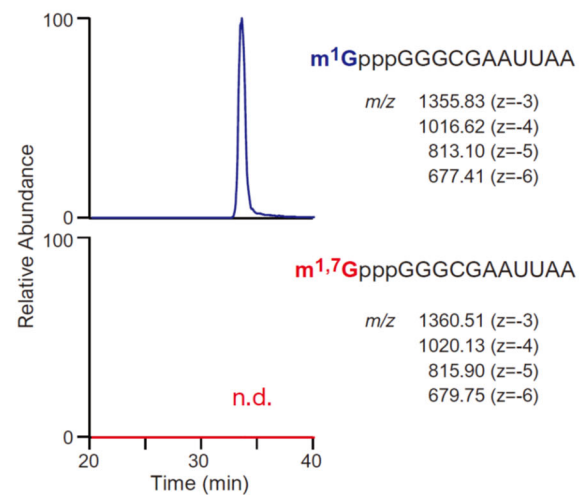 100
m1GpppGGGCGAAUUAA
m/z 1355.83 (z=-3)
1016.62 (z=-4)
813.10 (z=-5)
677.41 (z=-6)
0
Relative Abundance
100
m1,7GpppGGGCGAAUUAA
m/z 1360.51 (z=-3)
1020.13 (z=-4)
815.90 (z=-5)
679.75 (z=-6)
n.d.
0
20 30 40
Time (min)